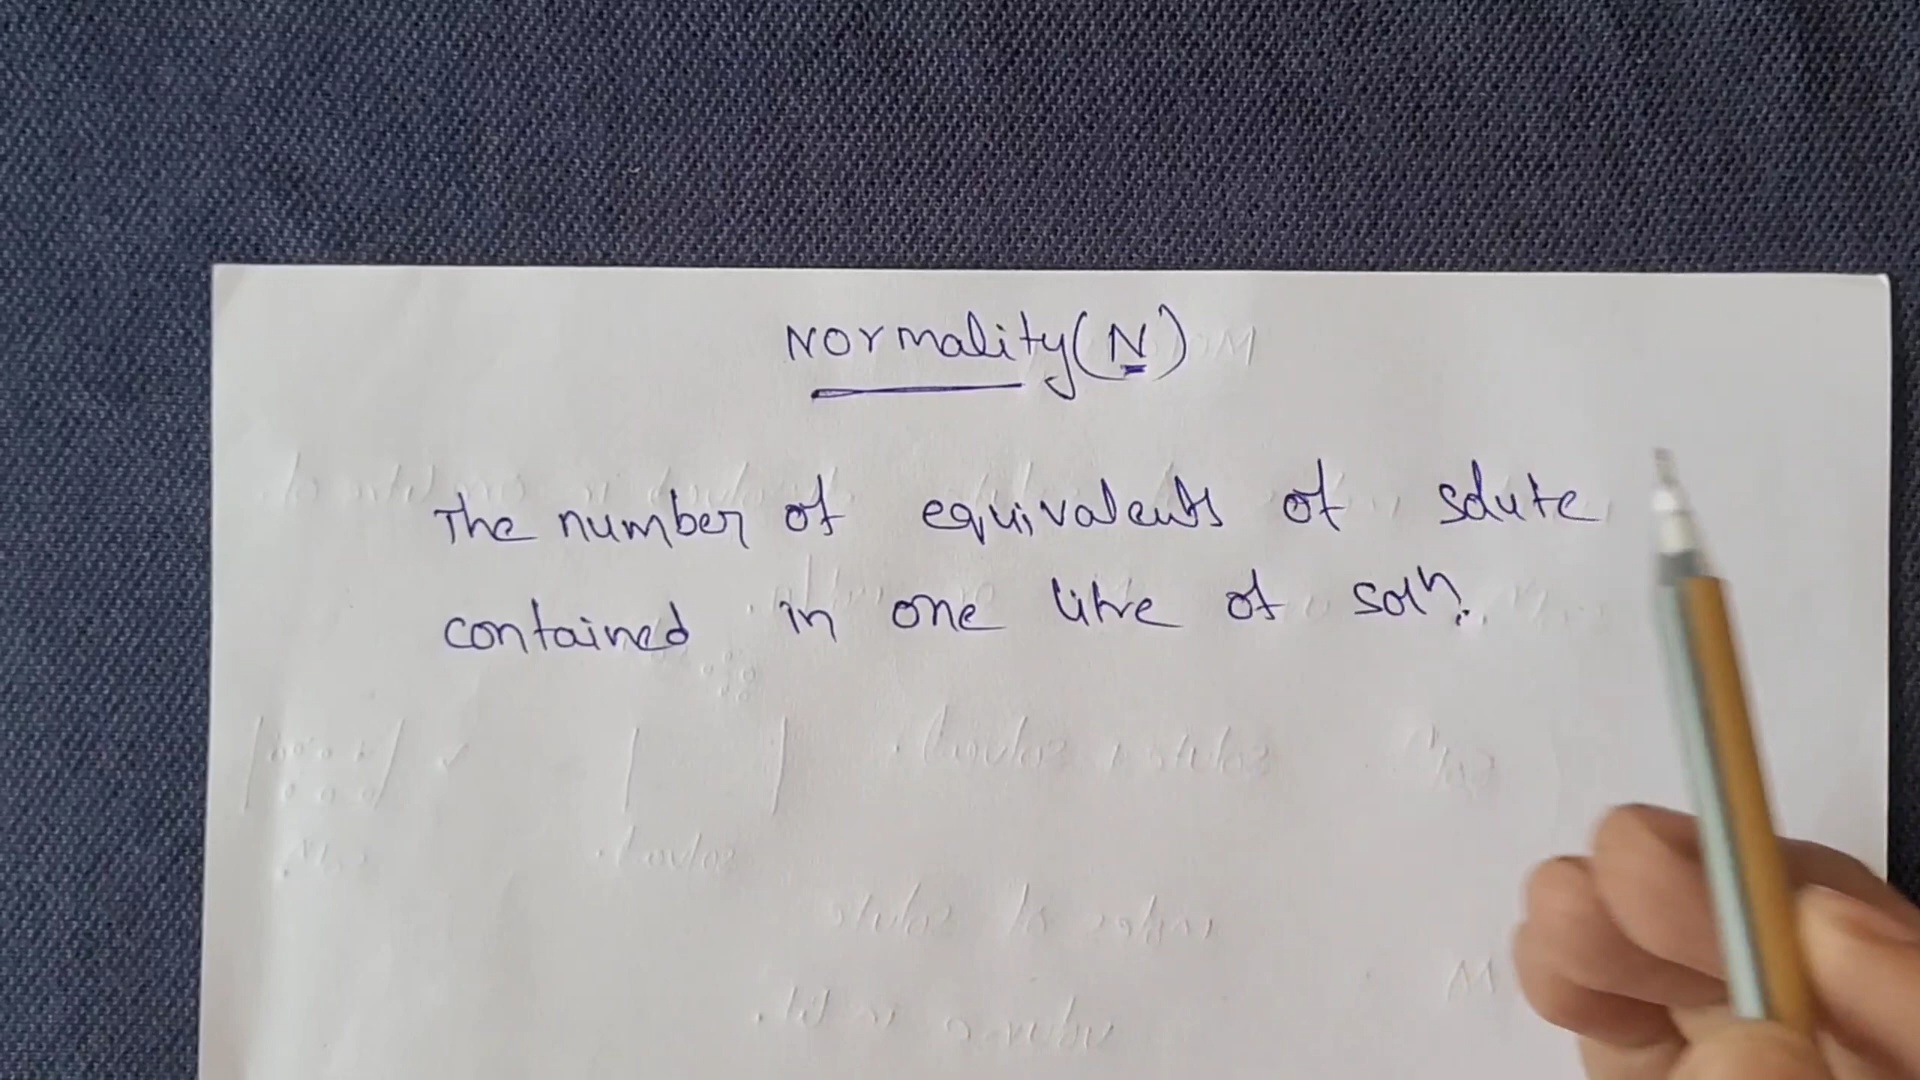 Normality (N)
The number of equivalents of solute
contained in one litre of soln.